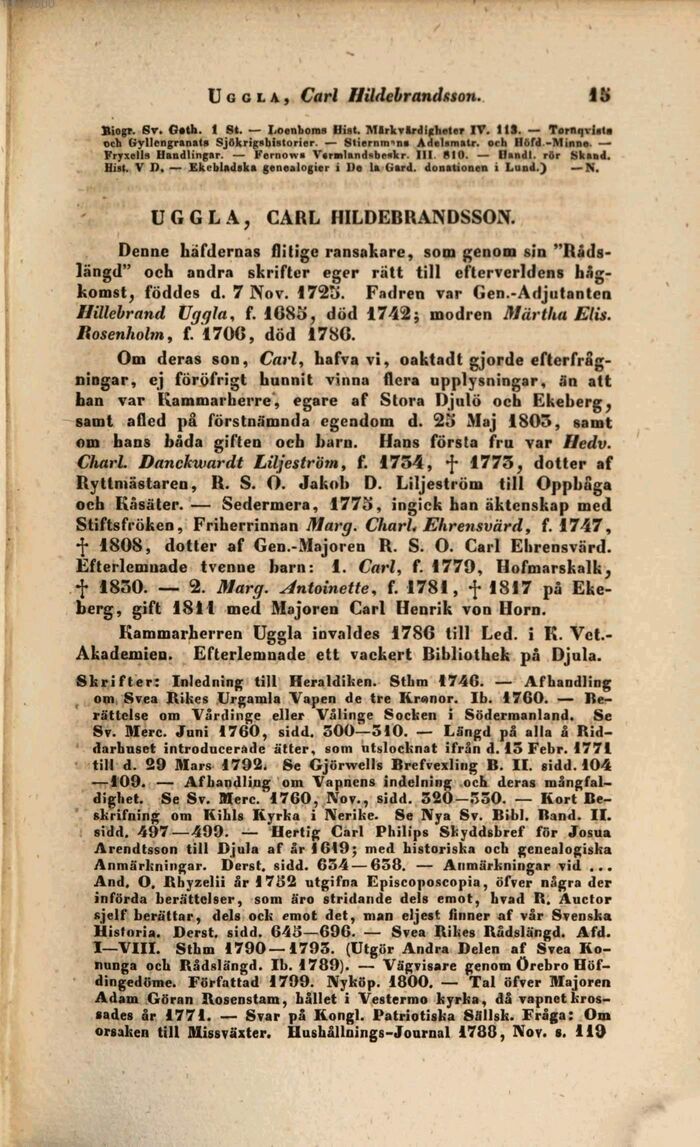 UGGLA, Carl Hildebrandsson. 15
Biogr. Sv. Goth. 1 St. — Loenboms Hist. Märkvärdigheter IV. 113. — Tornqvists
och Gyllengranats Sjökrigshistorier. — Stiernmans Adelsmatr. och Höfd.-Minne. —
Fryxells Handlingar. — Fernows Vermlandsbeskr. III. 810. — Handl. rör Skand.
Hist. V D. — Ekebladska genealogier i De la Gard. donationen i Lund.) —N.
UGGLA, CARL HILDEBRANDSSON.
Denne häfdernas flitige ransakare, som genom sin "Råds-
längd" och andra skrifter eger rätt till efterverldens håg-
komst, föddes d. 7 Nov. 1725. Fadren var Gen.-Adjutanten
Hillebrand Uggla, f. 1685, död 1742; modren Märtha Elis.
Rosenholm, f. 1706, död 1786.
Om deras son, Carl, hafva vi, oaktadt gjorde efterfråg-
ningar, ej föröfrigt hunnit vinna flera upplysningar, än att
han var Kammarherre, egare af Stora Djulö och Ekeberg,
samt afled på förstnämnda egendom d. 25 Maj 1803, samt
om hans båda giften och barn. Hans första fru var Hedv.
Charl. Danckwardt Liljeström, f. 1754, † 1773, dotter af
Ryttmästaren, R. S. O. Jakob D. Liljeström till Oppbåga
och Kåsäter. — Sedermera, 1775, ingick han äktenskap med
Stiftsfröken, Friherrinnan Marg. Charl. Ehrensvärd, f. 1747,
† 1808, dotter af Gen.-Majoren R. S. O. Carl Ehrensvärd.
Efterlemnade tvenne barn: 1. Carl, f. 1779, Hofmarskalk,
† 1830. — 2. Marg. Antoinette, f. 1781, † 1817 på Eke-
berg, gift 1811 med Majoren Carl Henrik von Horn.
Kammarherren Uggla invaldes 1786 till Led. i K. Vet.-
Akademien. Efterlemnade ett vackert Bibliothek på Djula.
Skrifter: Inledning till Heraldiken. Sthm 1746. — Afhandling
om Svea Rikes Urgamla Vapen de tre Kronor. Ib. 1760. — Be-
rättelse om Vårdinge eller Vålinge Socken i Södermanland. Se
Sv. Merc. Juni 1760, sidd. 300—310. — Längd på alla å Rid-
darhuset introducerade ätter, som utslocknat ifrån d. 13 Febr. 1771
till d. 29 Mars 1792. Se Gjörwells Brefvexling B. II. sidd. 104
—109. — Afhandling om Vapnens indelning och deras mångfal-
dighet. Se Sv. Merc. 1760, Nov., sidd. 320—330. — Kort Be-
skrifning om Kihls Kyrka i Nerike. Se Nya Sv. Bibl. Band. II.
sidd. 497—499. — Hertig Carl Philips Skyddsbref för Josua
Arendtsson till Djula af år 1619; med historiska och genealogiska
Anmärkningar. Derst. sidd. 634—638. — Anmärkningar vid ...
And. O. Rhyzelii år 1752 utgifna Episcoposcopia, öfver några der
införda berättelser, som äro stridande dels emot, hvad R. Auctor
sjelf berättar, dels ock emot det, man eljest finner af vår Svenska
Historia. Derst. sidd. 645—696. — Svea Rikes Rådslängd. Afd.
I—VIII. Sthm 1790—1793. (Utgör Andra Delen af Svea Ko-
nunga och Rådslängd. Ib. 1789). — Vägvisare genom Örebro Höf-
dingedöme. Författad 1799. Nyköp. 1800. — Tal öfver Majoren
Adam Göran Rosenstam, hållet i Vestermo kyrka, då vapnet kros-
sades år 1771. — Svar på Kongl. Patriotiska Sällsk. Fråga: Om
orsaken till Missväxter. Hushållnings-Journal 1788, Nov. s. 119